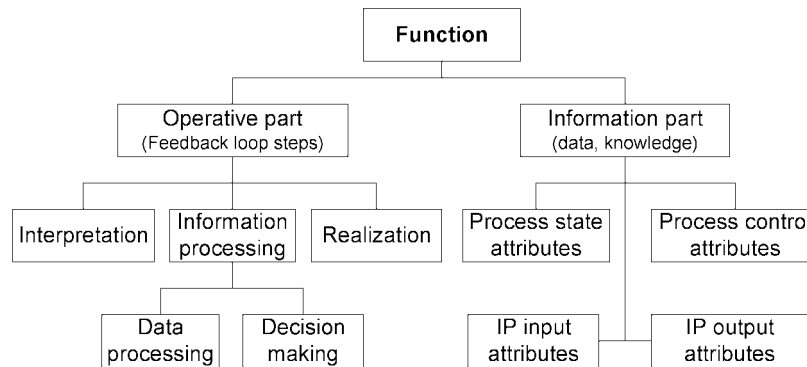 Function
Operative part
(Feedback loop steps)
Information part
(data, knowledge)
Interpretation
Information
processing
Realization
Process state
attributes
Process control
attributes
Data
processing
Decision
making
IP input
attributes
IP output
attributes